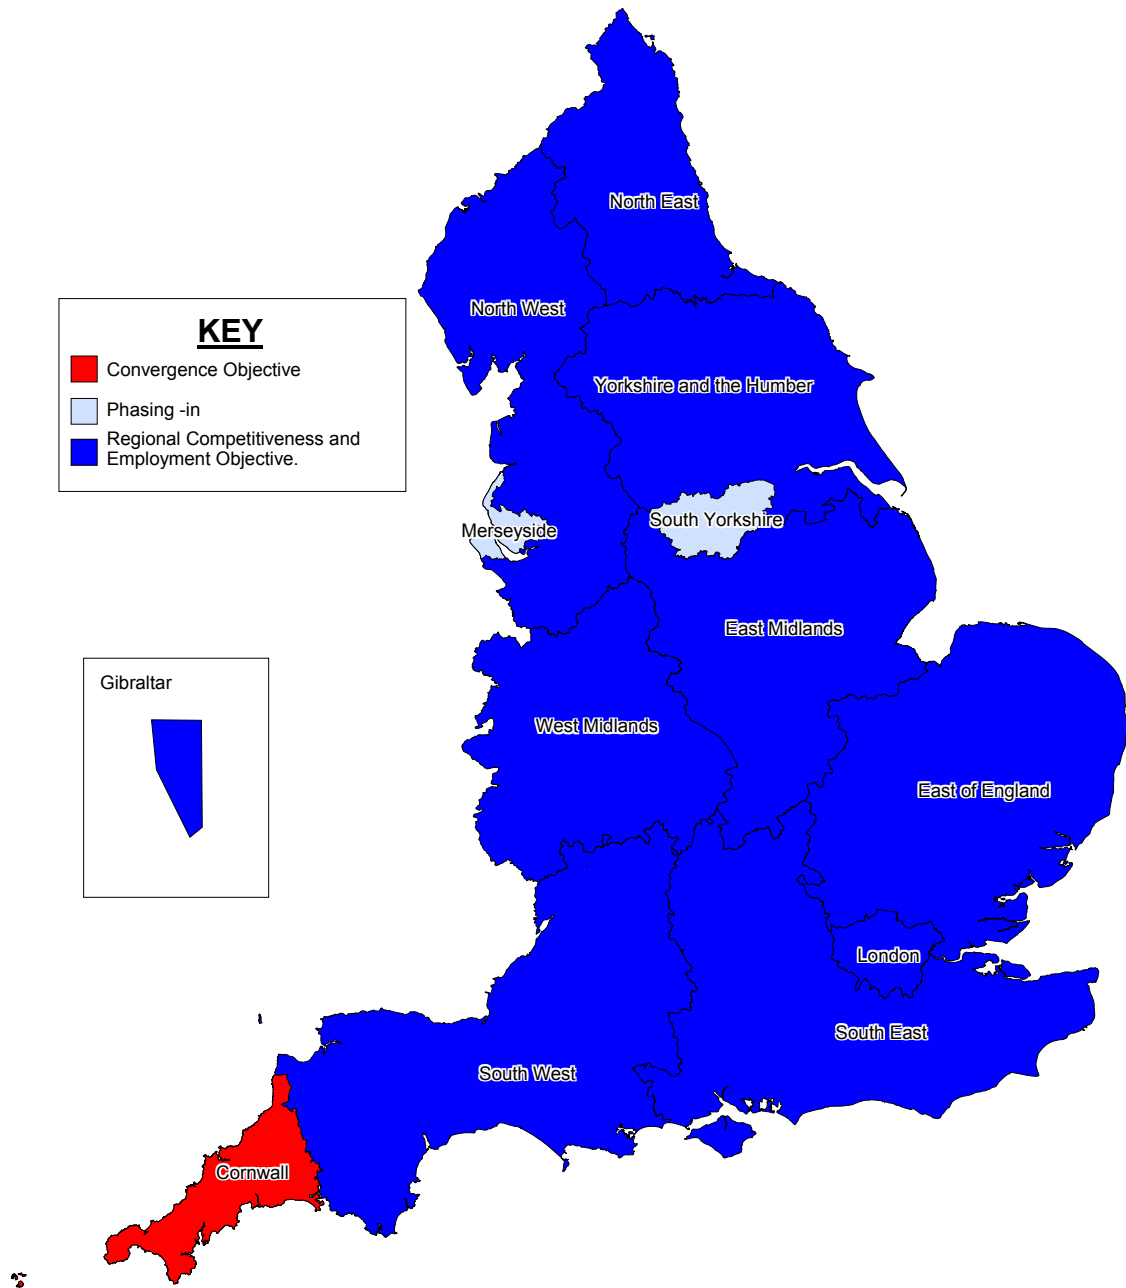 North East
North West
KEY
Convergence Objective
Phasing -in
Regional Competitiveness and
Employment Objective.
Yorkshire and the Humber
Merseyside
South Yorkshire
East Midlands
Gibraltar
West Midlands
East of England
London
South East
South West
Cornwall